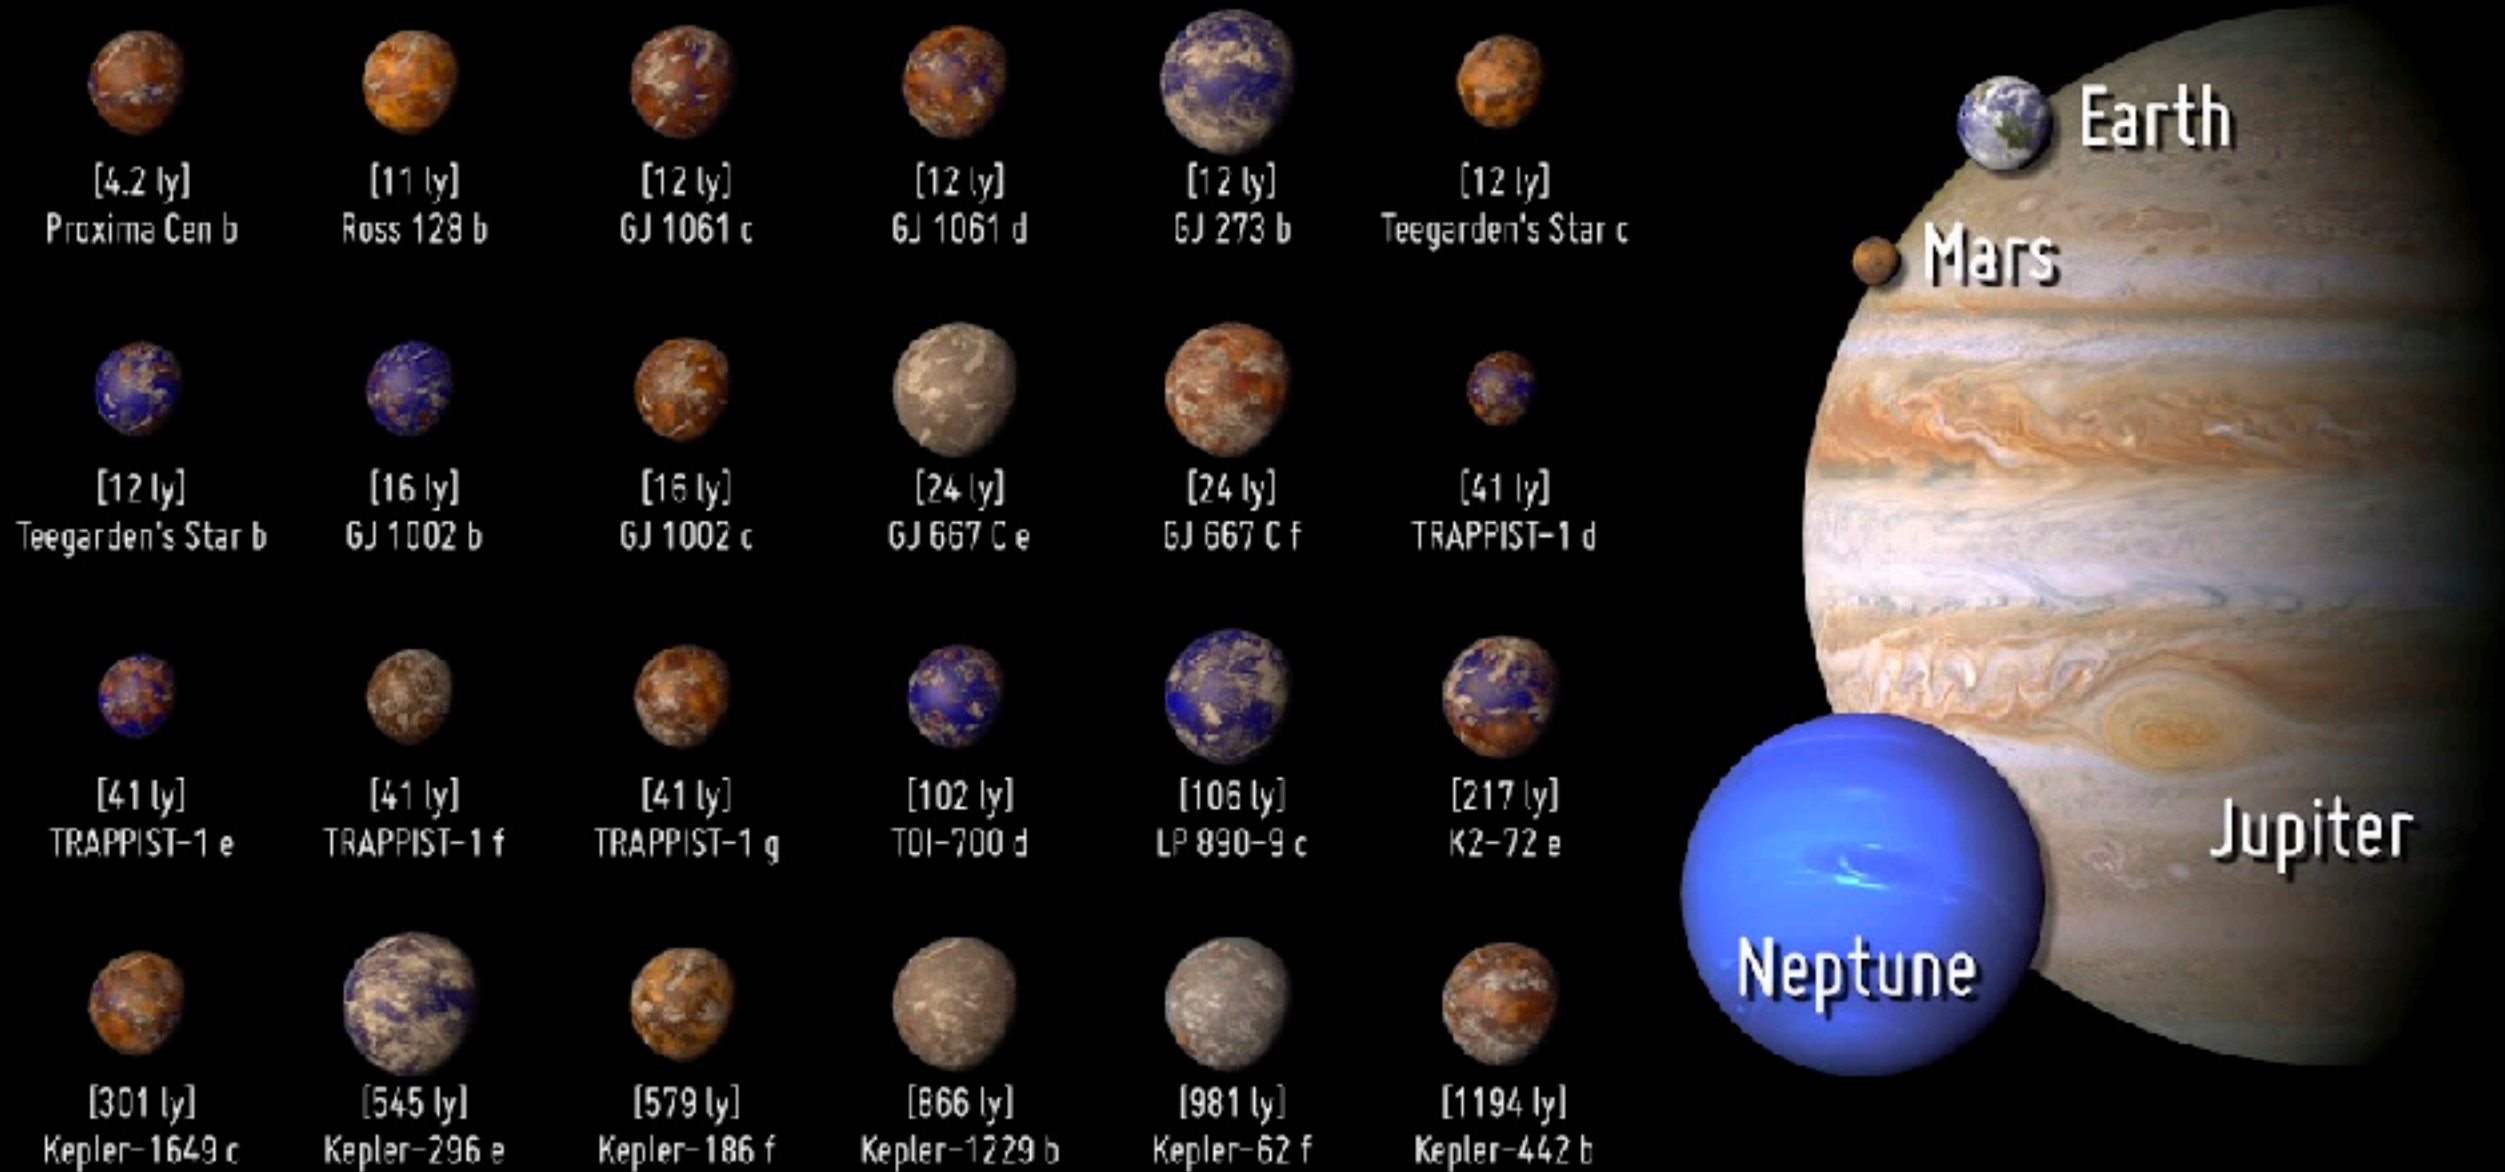 [4.2 ly]
Proxima Cen b
[11 ly]
Ross 128 b
[12 ly]
GJ 1061 c
[12 ly]
GJ 1061 d
[12 ly]
GJ 273 b
[12 ly]
Teegarden's Star c
[12 ly]
Teegarden's Star b
[16 ly]
GJ 1002 b
[16 ly]
GJ 1002 c
[24 ly]
GJ 667 C e
[24 ly]
GJ 667 C f
[41 ly]
TRAPPIST-1 d
[41 ly]
TRAPPIST-1 e
[41 ly]
TRAPPIST-1 f
[41 ly]
TRAPPIST-1 g
[102 ly]
TOI-700 d
[106 ly]
LP 890-9 c
[217 ly]
K2-72 e
[301 ly]
Kepler-1649 c
[545 ly]
Kepler-296 e
[579 ly]
Kepler-186 f
[866 ly]
Kepler-1229 b
[981 ly]
Kepler-62 f
[1194 ly]
Kepler-442 b
Earth
Mars
Jupiter
Neptune